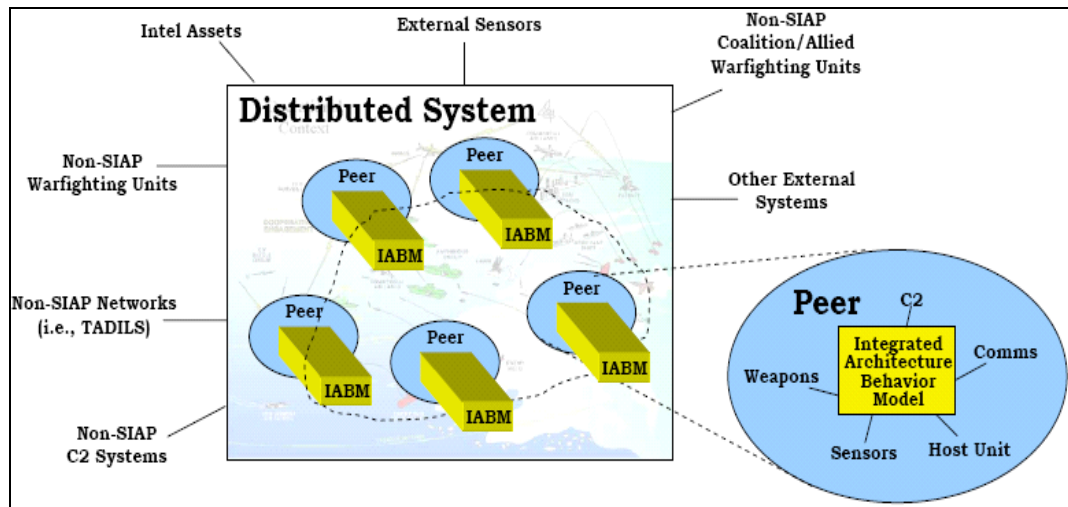 Intel Assets
External Sensors
Non-SIAP
Coalition/Allied
Warfighting Units
Distributed System
Context
Non-SIAP
Warfighting Units
Peer
IABM
Peer
IABM
Other External
Systems
Non-SIAP Networks
(i.e., TADILS)
Peer
IABM
Peer
IABM
Peer
IABM
Non-SIAP
C2 Systems
Peer
C2
Integrated
Architecture
Behavior
Model
Comms
Weapons
Sensors
Host Unit